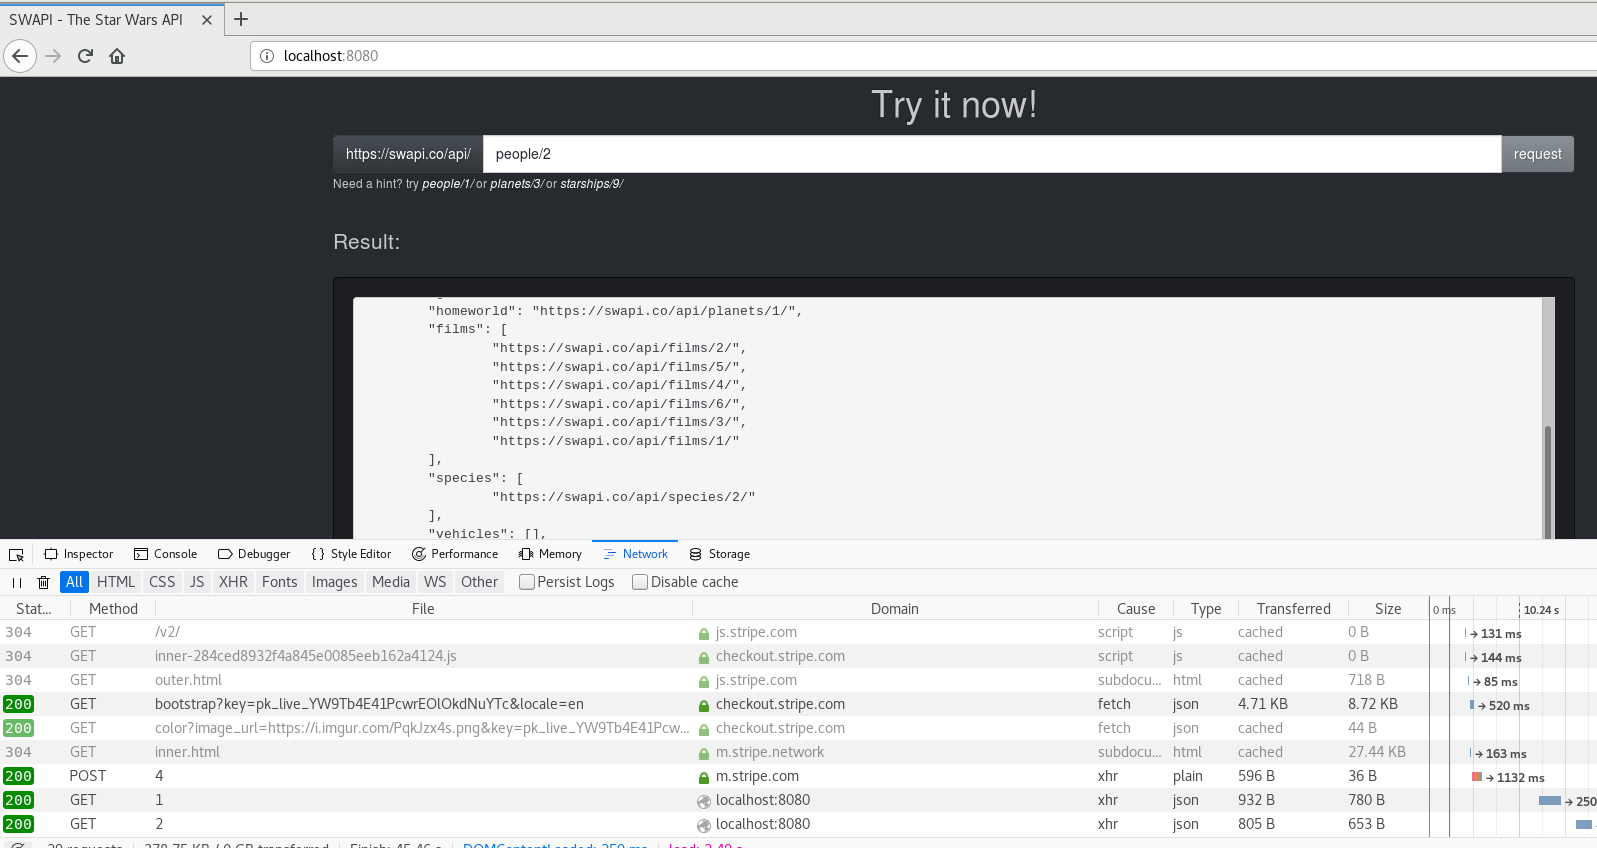 SWAPI - The Star Wars API
localhost:8080
Try it now!
https://swapi.co/api/ people/2 request
Need a hint? try people/1/ or planets/3/ or starships/9/
Result:
"homeworld": "https://swapi.co/api/planets/1/",
"films": [
"https://swapi.co/api/films/2/",
"https://swapi.co/api/films/5/",
"https://swapi.co/api/films/4/",
"https://swapi.co/api/films/6/",
"https://swapi.co/api/films/3/",
"https://swapi.co/api/films/1/"
],
"species": [
"https://swapi.co/api/species/2/"
],
"vehicles": [],
Inspector Console Debugger {} Style Editor Performance Memory Network Storage
All HTML CSS JS XHR Fonts Images Media WS Other Persist Logs Disable cache
Stat... Method File Domain Cause Type Transferred Size 0 ms 10.24 s
304 GET /v2/ js.stripe.com script js cached 0 B → 131 ms
304 GET inner-284ced8932f4a845e0085eeb162a4124.js checkout.stripe.com script js cached 0 B → 144 ms
304 GET outer.html js.stripe.com subdocu... html cached 718 B → 85 ms
200 GET bootstrap?key=pk_live_YW9Tb4E41PcwrEOlOkdNuYTc&locale=en checkout.stripe.com fetch json 4.71 KB 8.72 KB → 520 ms
200 GET color?image_url=https://i.imgur.com/PqkJzx4s.png&key=pk_live_YW9Tb4E41Pcw... checkout.stripe.com fetch json cached 44 B
304 GET inner.html m.stripe.network subdocu... html cached 27.44 KB → 163 ms
200 POST 4 m.stripe.com xhr plain 596 B 36 B → 1132 ms
200 GET 1 localhost:8080 xhr json 932 B 780 B → 250
200 GET 2 localhost:8080 xhr json 805 B 653 B